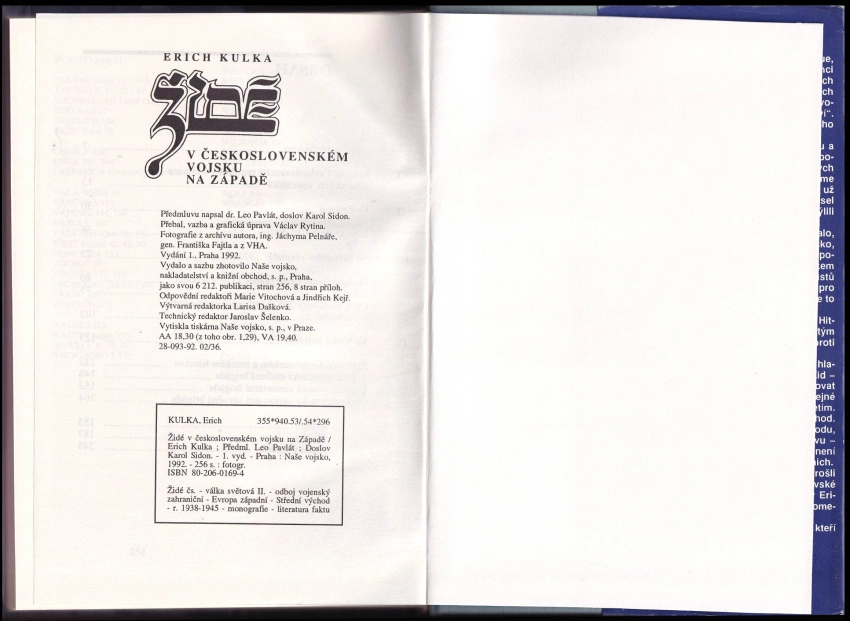 ERICH KULKA
ŽIDÉ
V ČESKOSLOVENSKÉM
VOJSKU
NA ZÁPADĚ
Předmluvu napsal dr. Leo Pavlát, doslov Karol Sidon.
Přebal, vazba a grafická úprava Václav Rytina.
Fotografie z archívu autora, ing. Jáchyma Pelnáře,
gen. Františka Fajtla a z VHA.
Vydání 1., Praha 1992.
Vydalo a sazbu zhotovilo Naše vojsko,
nakladatelství a knižní obchod, s. p., Praha,
jako svou 6 212. publikaci, stran 256, 8 stran příloh.
Odpovědní redaktoři Marie Vitochová a Jindřich Kejř.
Výtvarná redaktorka Larisa Dašková.
Technický redaktor Jaroslav Šelenko.
Vytiskla tiskárna Naše vojsko, s. p., v Praze.
AA 18,30 (z toho obr. 1,29), VA 19,40.
28-093-92. 02/36.
KULKA, Erich 355*940.53/.54*296
Židé v československém vojsku na Západě /
Erich Kulka ; Předml. Leo Pavlát ; Doslov
Karol Sidon. - 1. vyd. - Praha : Naše vojsko,
1992. - 256 s. : fotogr.
ISBN 80-206-0169-4
Židé čs. - válka světová II. - odboj vojenský
zahraniční - Evropa západní - Střední východ
- r. 1938-1945 - monografie - literatura faktu